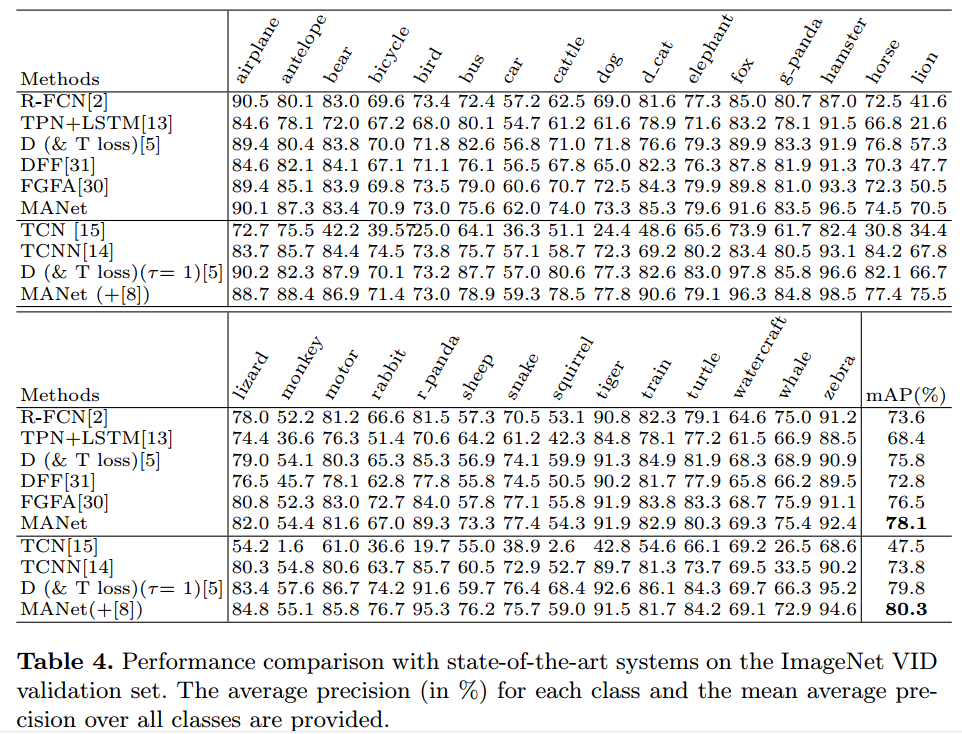 Methods airplane antelope bear bicycle bird bus car cattle dog d_cat elephant fox g_panda hamster horse lion
R-FCN[2] 90.5 80.1 83.0 69.6 73.4 72.4 57.2 62.5 69.0 81.6 77.3 85.0 80.7 87.0 72.5 41.6
TPN+LSTM[13] 84.6 78.1 72.0 67.2 68.0 80.1 54.7 61.2 61.6 78.9 71.6 83.2 78.1 91.5 66.8 21.6
D (& T loss)[5] 89.4 80.4 83.8 70.0 71.8 82.6 56.8 71.0 71.8 76.6 79.3 89.9 83.3 91.9 76.8 57.3
DFF[31] 84.6 82.1 84.1 67.1 71.1 76.1 56.5 67.8 65.0 82.3 76.3 87.8 81.9 91.3 70.3 47.7
FGFA[30] 89.4 85.1 83.9 69.8 73.5 79.0 60.6 70.7 72.5 84.3 79.9 89.8 81.0 93.3 72.3 50.5
MANet 90.1 87.3 83.4 70.9 73.0 75.6 62.0 74.0 73.3 85.3 79.6 91.6 83.5 96.5 74.5 70.5
TCN [15] 72.7 75.5 42.2 39.5725.0 64.1 36.3 51.1 24.4 48.6 65.6 73.9 61.7 82.4 30.8 34.4
TCNN[14] 83.7 85.7 84.4 74.5 73.8 75.7 57.1 58.7 72.3 69.2 80.2 83.4 80.5 93.1 84.2 67.8
D (& T loss)(τ= 1)[5] 90.2 82.3 87.9 70.1 73.2 87.7 57.0 80.6 77.3 82.6 83.0 97.8 85.8 96.6 82.1 66.7
MANet (+[8]) 88.7 88.4 86.9 71.4 73.0 78.9 59.3 78.5 77.8 90.6 79.1 96.3 84.8 98.5 77.4 75.5
Methods lizard monkey motor rabbit r_panda sheep snake squirrel tiger train turtle watercraft whale zebra mAP(%)
R-FCN[2] 78.0 52.2 81.2 66.6 81.5 57.3 70.5 53.1 90.8 82.3 79.1 64.6 75.0 91.2 73.6
TPN+LSTM[13] 74.4 36.6 76.3 51.4 70.6 64.2 61.2 42.3 84.8 78.1 77.2 61.5 66.9 88.5 68.4
D (& T loss)[5] 79.0 54.1 80.3 65.3 85.3 56.9 74.1 59.9 91.3 84.9 81.9 68.3 68.9 90.9 75.8
DFF[31] 76.5 45.7 78.1 62.8 77.8 55.8 74.5 50.5 90.2 81.7 77.9 65.8 66.2 89.5 72.8
FGFA[30] 80.8 52.3 83.0 72.7 84.0 57.8 77.1 55.8 91.9 83.8 83.3 68.7 75.9 91.1 76.5
MANet 82.0 54.4 81.6 67.0 89.3 73.3 77.4 54.3 91.9 82.9 80.3 69.3 75.4 92.4 78.1
TCN[15] 54.2 1.6 61.0 36.6 19.7 55.0 38.9 2.6 42.8 54.6 66.1 69.2 26.5 68.6 47.5
TCNN[14] 80.3 54.8 80.6 63.7 85.7 60.5 72.9 52.7 89.7 81.3 73.7 69.5 33.5 90.2 73.8
D (& T loss)(τ= 1)[5] 83.4 57.6 86.7 74.2 91.6 59.7 76.4 68.4 92.6 86.1 84.3 69.7 66.3 95.2 79.8
MANet(+[8]) 84.8 55.1 85.8 76.7 95.3 76.2 75.7 59.0 91.5 81.7 84.2 69.1 72.9 94.6 80.3
Table 4. Performance comparison with state-of-the-art systems on the ImageNet VID
validation set. The average precision (in %) for each class and the mean average pre-
cision over all classes are provided.